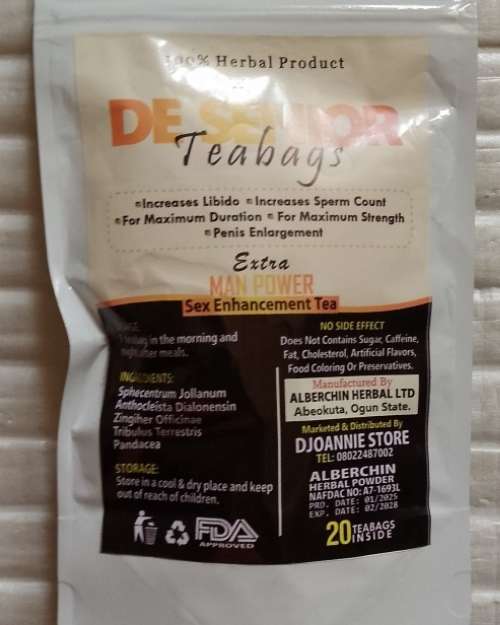 100% Herbal Product
DE SENIOR
Teabags
Increases Libido Increases Sperm Count
For Maximum Duration For Maximum Strength
Penis Enlargement
Extra
MAN POWER
Sex Enhancement Tea
in the morning and
night after meals.
INGREDIENTS:
Sphecentrum Jollanum
Anthocleista Dialonensin
Zingiher Officinae
Tribulus Terrestris
Pandacea
STORAGE:
Store in a cool & dry place and keep
out of reach of children.
FDA
APPROVED
NO SIDE EFFECT
Does Not Contains Sugar, Caffeine,
Fat, Cholesterol, Artificial Flavors,
Food Coloring Or Preservatives.
Manufactured By
ALBERCHIN HERBAL LTD
Abeokuta, Ogun State.
Marketed & Distributed By
DJOANNIE STORE
TEL: 08022487002
ALBERCHIN
HERBAL POWDER
NAFDAC NO: A7-1693L
PRD. DATE: 01/2025
EXP. DATE: 02/2028
20 TEABAGS
INSIDE